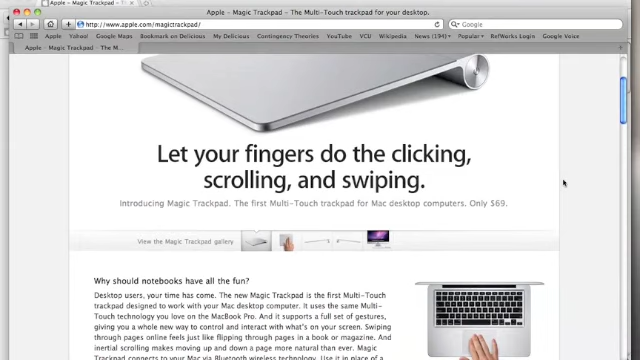 Apple - Magic Trackpad - T
Apple - Magic Trackpad - The Multi-Touch trackpad for your desktop.
http://www.apple.com/magictrackpad/
Google
Apple Yahoo! Google Maps Bookmark on Delicious My Delicious Contingency Theories YouTube VCU Wikipedia News (194) Popular RefWorks Login Google Voice
Apple - Magic Trackpad - The M...
Let your fingers do the clicking,
scrolling, and swiping.
Introducing Magic Trackpad. The first Multi-Touch trackpad for Mac desktop computers. Only $69.
View the Magic Trackpad gallery
Why should notebooks have all the fun?
Desktop users, your time has come. The new Magic Trackpad is the first Multi-Touch
trackpad designed to work with your Mac desktop computer. It uses the same Multi-
Touch technology you love on the MacBook Pro. And it supports a full set of gestures,
giving you a whole new way to control and interact with what's on your screen. Swiping
through pages online feels just like flipping through pages in a book or magazine. And
inertial scrolling makes moving up and down a page more natural than ever. Magic
Trackpad connects to your Mac via Bluetooth wireless technology. Use it in place of a